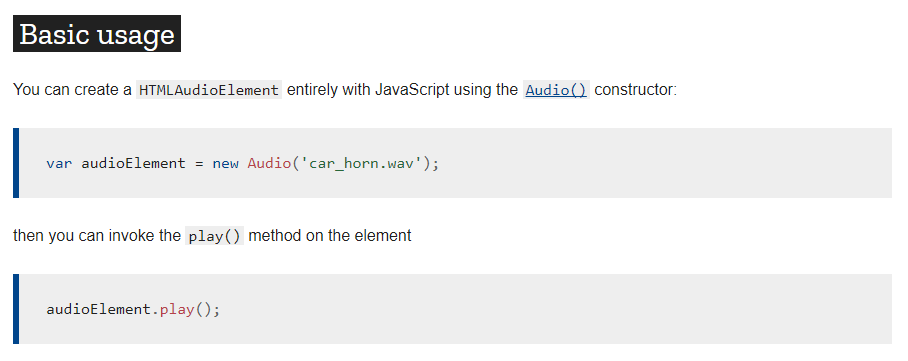 Basic usage
You can create a HTMLAudioElement entirely with JavaScript using the Audio() constructor:
var audioElement = new Audio('car_horn.wav');
then you can invoke the play() method on the element
audioElement.play();